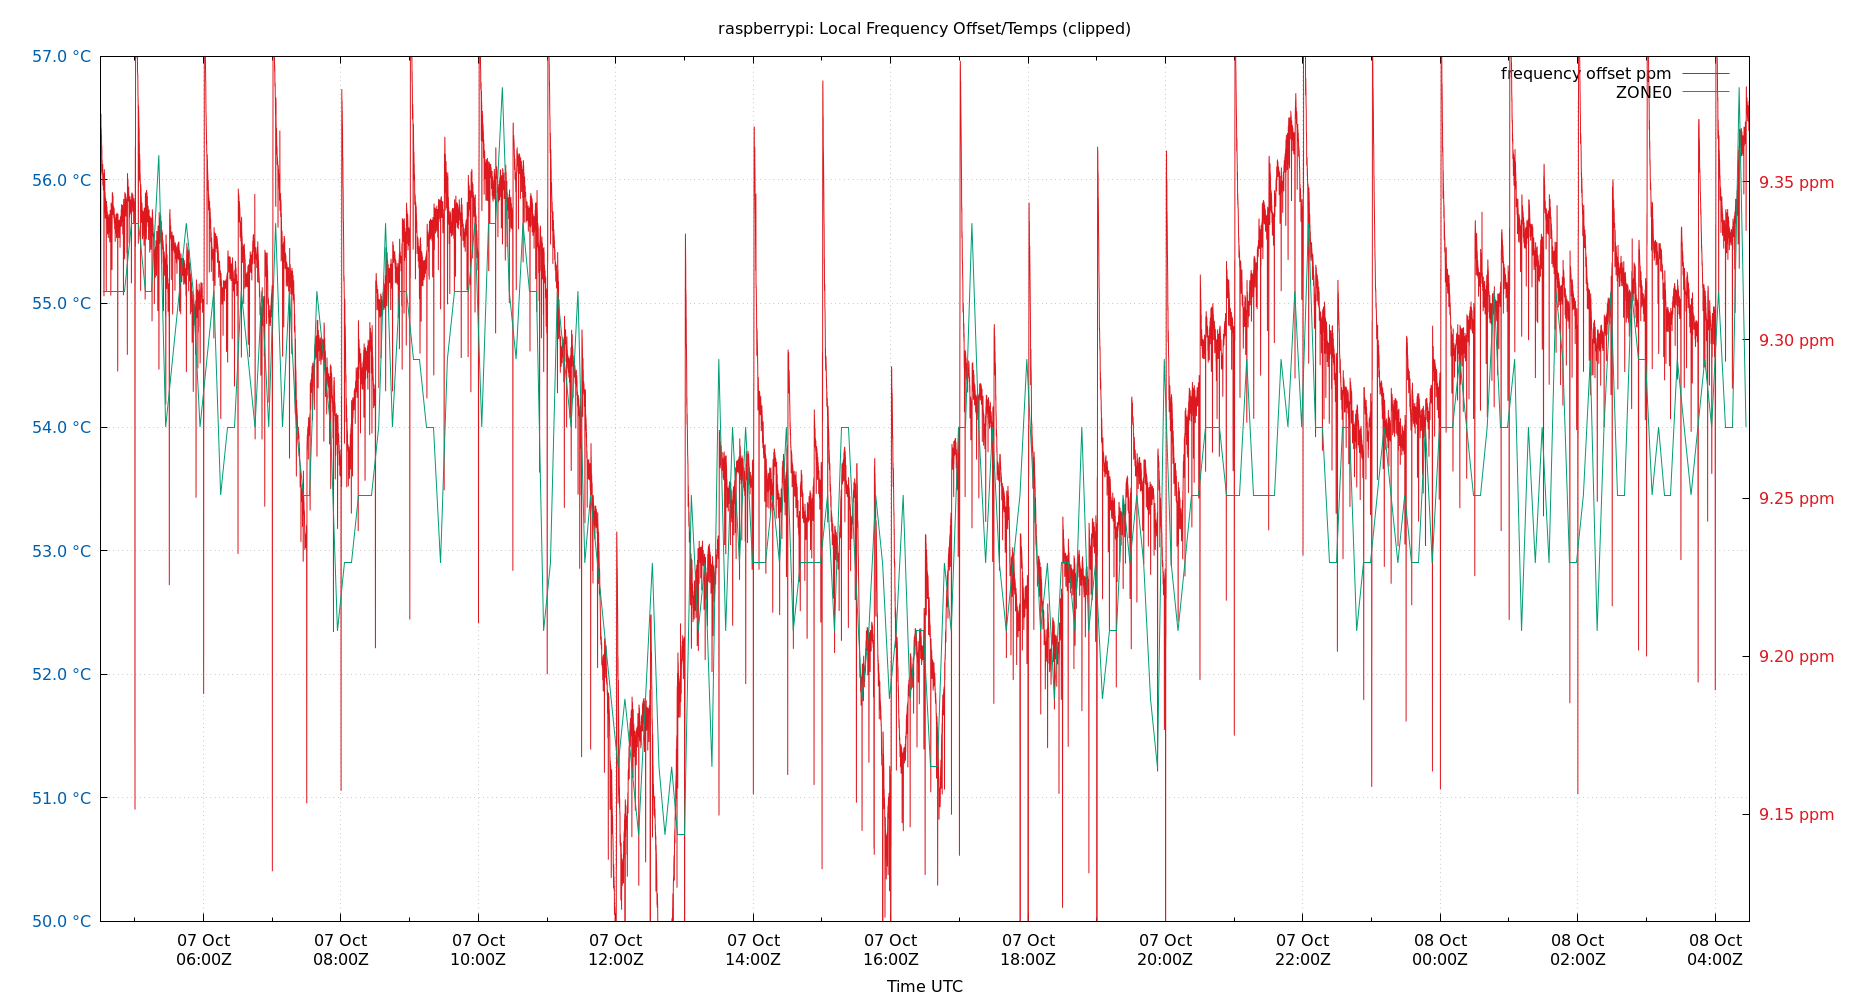 raspberrypi: Local Frequency Offset/Temps (clipped)
57.0 °C
56.0 °C
55.0 °C
54.0 °C
53.0 °C
52.0 °C
51.0 °C
50.0 °C
frequency offset ppm
ZONE0
9.35 ppm
9.30 ppm
9.25 ppm
9.20 ppm
9.15 ppm
07 Oct
06:00Z
07 Oct
08:00Z
07 Oct
10:00Z
07 Oct
12:00Z
07 Oct
14:00Z
07 Oct
16:00Z
07 Oct
18:00Z
07 Oct
20:00Z
07 Oct
22:00Z
08 Oct
00:00Z
08 Oct
02:00Z
08 Oct
04:00Z
Time UTC